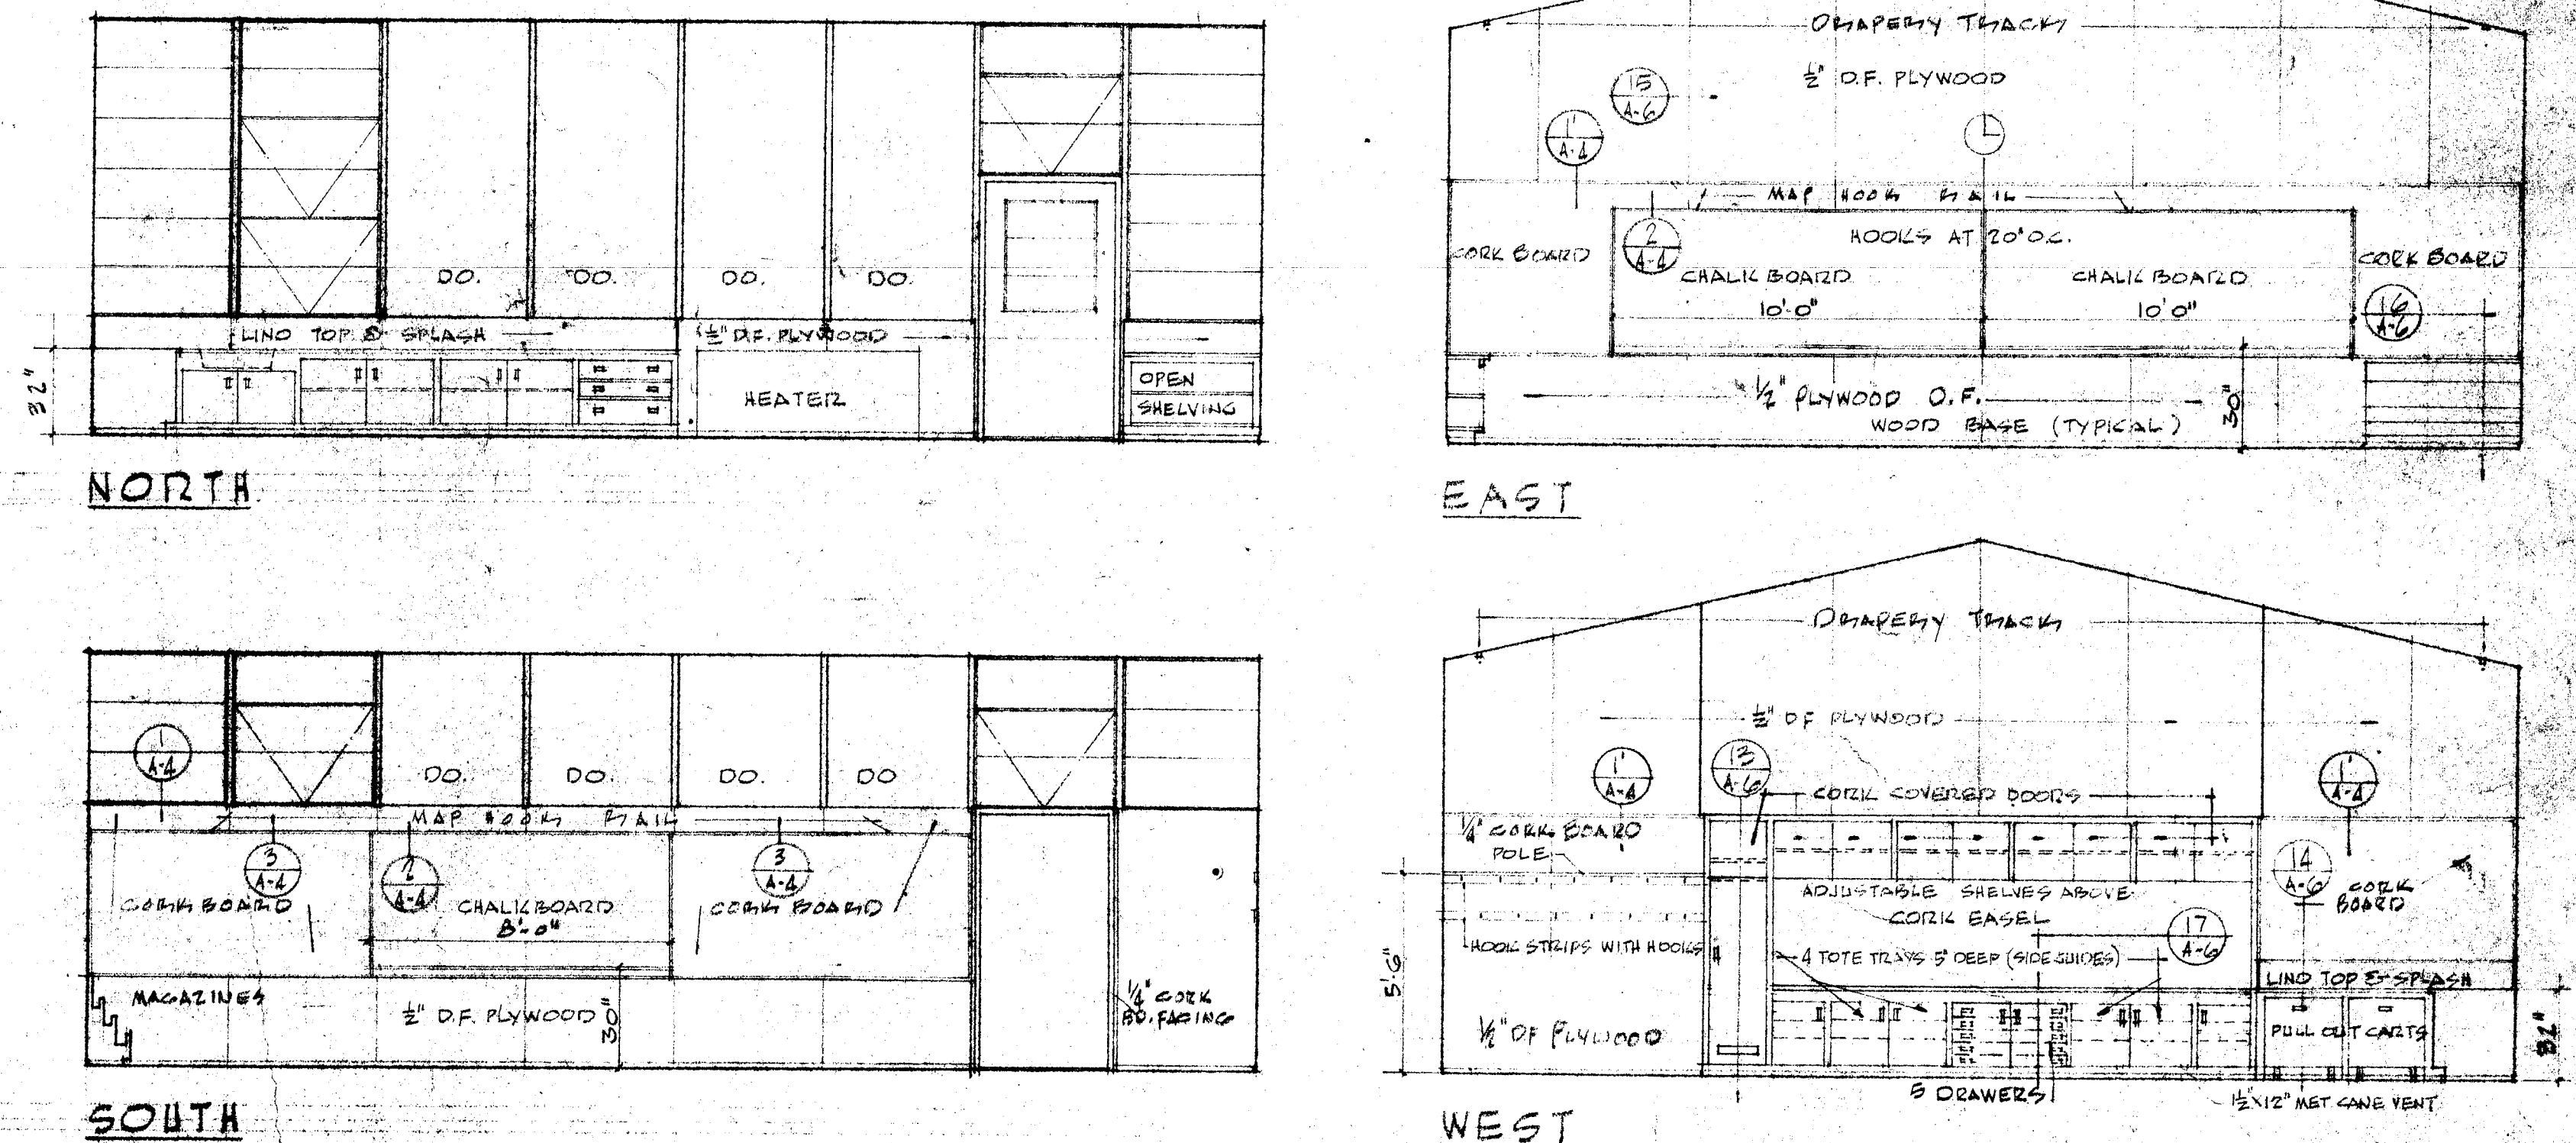 DO.
DO.
DO.
DO.
LINO TOP & SPLASH
½" D.F. PLYWOOD
32"
HEATER
OPEN
SHELVING
NORTH
DRAPERY TRACK
½" D.F. PLYWOOD
15
A-6
1'
A-4
MAP HOOK RAIL
2
A-4
HOOKS AT 20" O.C.
CORK BOARD
CHALK BOARD
10'-0"
CHALK BOARD
10'0"
CORK BOARD
16
A-6
½" PLYWOOD D.F.
WOOD BASE (TYPICAL)
30"
EAST
1
A-4
DO.
DO.
DO.
DO
MAP HOOK RAIL
3
A-4
2
A-4
3
A-4
CORK BOARD
CHALKBOARD
8'-0"
CORK BOARD
MAGAZINES
½" D.F. PLYWOOD
30"
¼" CORK
BD. FACING
SOUTH
DRAPERY TRACK
½" DF PLYWOOD
1'
A-4
13
A-6
1'
A-4
CORK COVERED DOORS
¼" CORK BOARD
POLE
14
A-6
ADJUSTABLE SHELVES ABOVE
CORK EASEL
CORK
BOARD
HOOK STRIPS WITH HOOKS
17
A-6
4 TOTE TRAYS 5" DEEP (SIDE GUIDES)
5'-6"
LINO TOP & SPLASH
½" DF PLYWOOD
PULL OUT CARTS
32"
5 DRAWERS
1½X12" MET CANE VENT
WEST